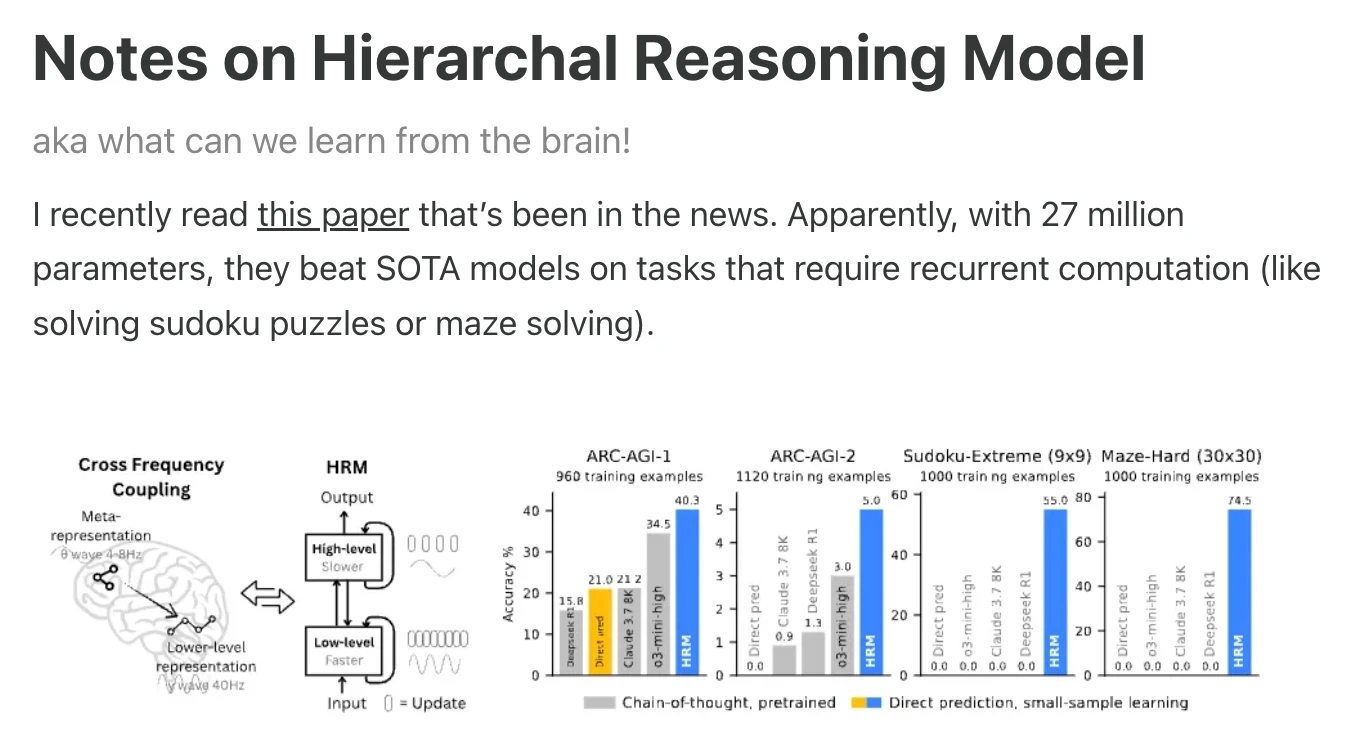 Notes on Hierarchal Reasoning Model
aka what can we learn from the brain!
I recently read this paper that’s been in the news. Apparently, with 27 million
parameters, they beat SOTA models on tasks that require recurrent computation (like
solving sudoku puzzles or maze solving).
Cross Frequency
Coupling
Meta-
representation
θ wave 4-8Hz
Lower-level
representation
γ wave 40Hz
HRM
Output
High-level
Slower
Low-level
Faster
Input
= Update
Accuracy %
ARC-AGI-1
960 training examples
40
30
20
10
0
15.8
Deepseek R1
21.0
Direct pred
21 2
Claude 3.7 8K
34.5
o3-mini-high
40.3
HRM
ARC-AGI-2
1120 train ng examples
5
4
3
2
1
0
0.0
Direct pred
0.9
Claude 3.7 8K
1.3
Deepseek R1
3.0
o3-mini-high
5.0
HRM
Sudoku-Extreme (9x9)
1000 train ng examples
60
40
20
0
0.0
Direct pred
0.0
o3-mini-high
0.0
Claude 3.7 8K
0.0
Deepseek R1
55.0
HRM
Maze-Hard (30x30)
1000 training examples
80
60
40
20
0
0.0
Direct pred
0.0
o3-mini-high
0.0
Claude 3.7 8K
0.0
Deepseek R1
74.5
HRM
Chain-of-thought, pretrained
Direct prediction, small-sample learning